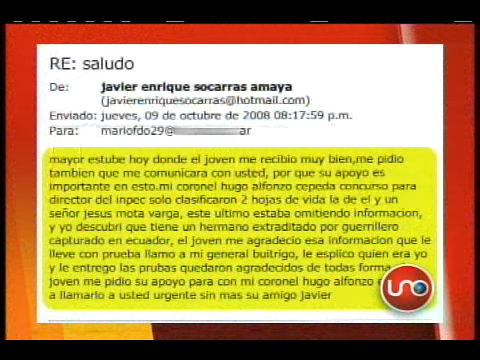 RE: saludo
De: javier enrique socarras amaya
(javierenriquesocarras@hotmail.com)
Enviado: jueves, 09 de octubre de 2008 08:17:59 p.m.
Para: mariofdo29@ ar
mayor estube hoy donde el joven me recibio muy bien,me pidio
tambien que me comunicara con usted, por que su apoyo es
importante en esto.mi coronel hugo alfonzo cepeda concurso para
director del inpec solo clasificaron 2 hojas de vida la de el y un
señor jesus mota varga, este ultimo estaba omitiendo informacion,
y yo descubri que tiene un hermano extraditado por guerrillero
capturado en ecuador, el joven me agradecio esa informacion que le
lleve con prueba llamo a mi general buitrigo, le esplico quien era yo
y le entrego las prubas quedaron agradecidos de todas
joven me pidio su apoyo para con mi coronel hugo alfonzo
a llamarlo a usted urgente sin mas su amigo javier
UNO